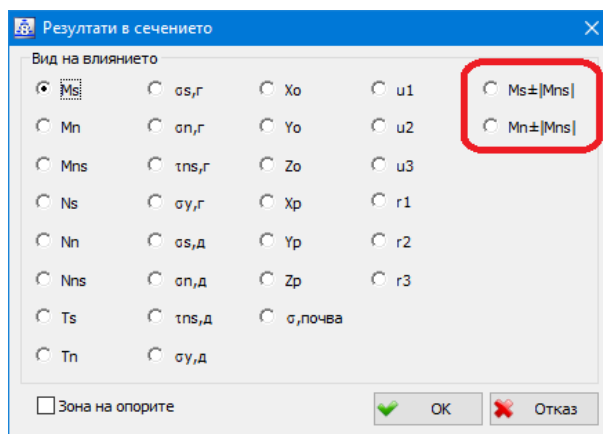 Резултати в сечението
Вид на влиянието
Ms σs,г Xo u1 Ms±|Mns|
Mn σn,г Yo u2 Mn±|Mns|
Mns τns,г Zo u3
Ns σy,г Xp r1
Nn σs,д Yp r2
Nns σn,д Zp r3
Ts τns,д σ,почва
Tn σy,д
Зона на опорите OK Отказ